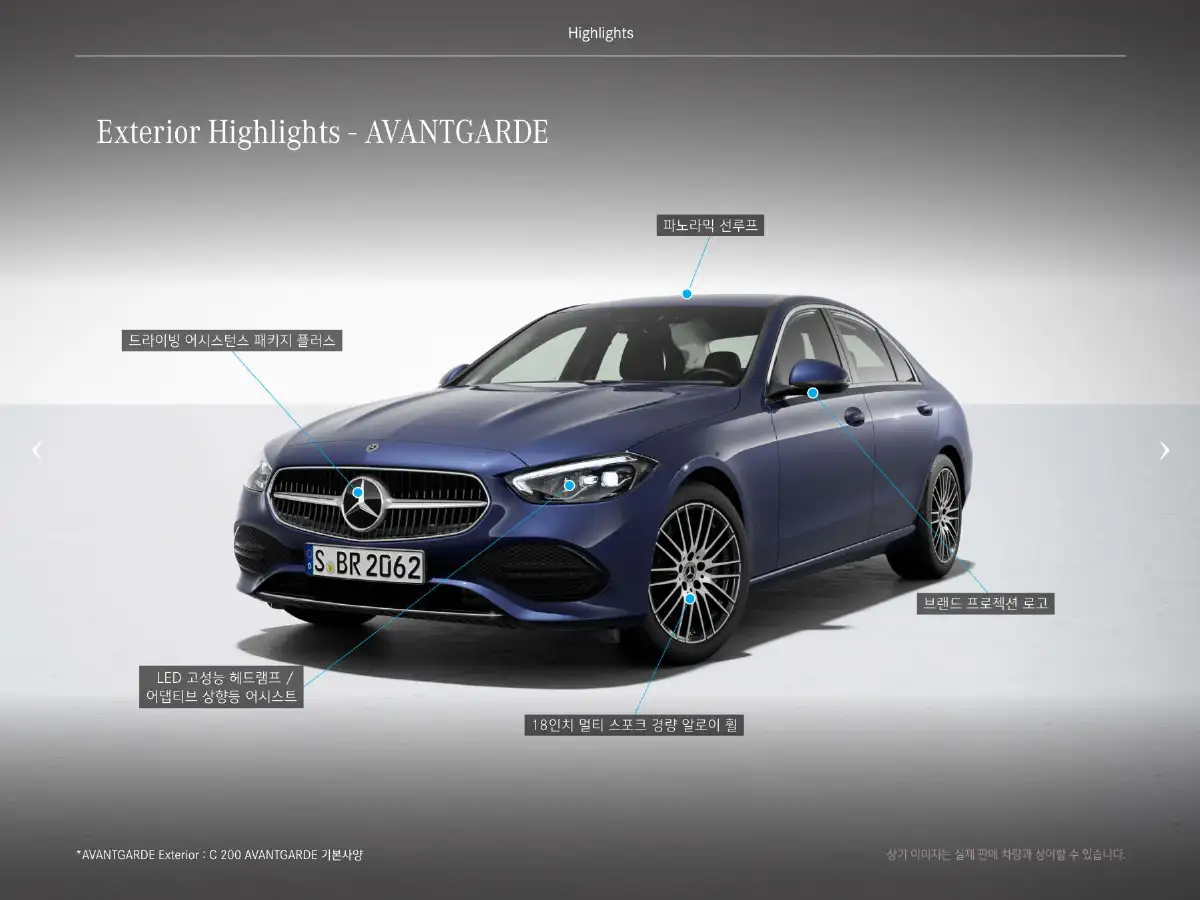 Highlights
Exterior Highlights - AVANTGARDE
파노라믹 선루프
드라이빙 어시스턴스 패키지 플러스
S BR 2062
브랜드 프로젝션 로고
LED 고성능 헤드램프 /
어댑티브 상향등 어시스트
18인치 멀티 스포크 경량 알로이 휠
*AVANTGARDE Exterior : C 200 AVANTGARDE 기본사양
상기 이미지는 실제 판매 차량과 상이할 수 있습니다.